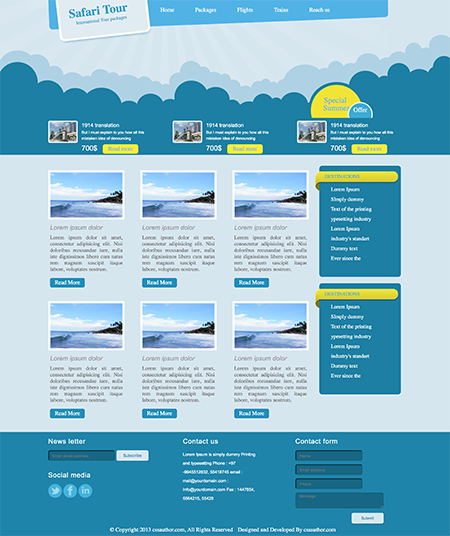 Safari Tour
International Tour packages
Home Packages Flights Trains Reach us
Special
Summer
Offer
1914 translation
But I must explain to you how all this
mistaken idea of denouncing
700$ Read more
1914 translation
But I must explain to you how all this
mistaken idea of denouncing
700$ Read more
1914 translation
But I must explain to you how all this
mistaken idea of denouncing
700$ Read more
Lorem ipsum dolor
Lorem ipsum dolor sit amet,
consectetur adipisicing elit. Nisi
doloribus recusandae iure, nulla
iste dignissimos libero cum natus
rem magnam suscipit itaque
labore, voluptates nostrum.
Read More
Lorem ipsum dolor
Lorem ipsum dolor sit amet,
consectetur adipisicing elit. Nisi
doloribus recusandae iure, nulla
iste dignissimos libero cum natus
rem magnam suscipit itaque
labore, voluptates nostrum.
Read More
Lorem ipsum dolor
Lorem ipsum dolor sit amet,
consectetur adipisicing elit. Nisi
doloribus recusandae iure, nulla
iste dignissimos libero cum natus
rem magnam suscipit itaque
labore, voluptates nostrum.
Read More
DESTINATIONS
Lorem Ipsum
Simply dummy
Text of the printing
ypesetting industry
Lorem Ipsum
industry's standart
Dummy text
Ever since the
Lorem ipsum dolor
Lorem ipsum dolor sit amet,
consectetur adipisicing elit. Nisi
doloribus recusandae iure, nulla
iste dignissimos libero cum natus
rem magnam suscipit itaque
labore, voluptates nostrum.
Read More
Lorem ipsum dolor
Lorem ipsum dolor sit amet,
consectetur adipisicing elit. Nisi
doloribus recusandae iure, nulla
iste dignissimos libero cum natus
rem magnam suscipit itaque
labore, voluptates nostrum.
Read More
Lorem ipsum dolor
Lorem ipsum dolor sit amet,
consectetur adipisicing elit. Nisi
doloribus recusandae iure, nulla
iste dignissimos libero cum natus
rem magnam suscipit itaque
labore, voluptates nostrum.
Read More
DESTINATIONS
Lorem Ipsum
Simply dummy
Text of the printing
ypesetting industry
Lorem Ipsum
industry's standart
Dummy text
Ever since the
News letter
Enter email address Subscribe
Social media
Contact us
Lorem Ipsum is simply dummy Printing
and typesetting Phone : +97
-9945512632, 55418745 email :
mail@yourdomain.com ,
info@yourdomain.com Fax : 1447854,
5564215, 55428
Contact form
Name
Email address
Phone
Message
Submit
© Copyright 2013 cssauthor.com, All Rights Reserved Designed and Developed By cssauthor.com